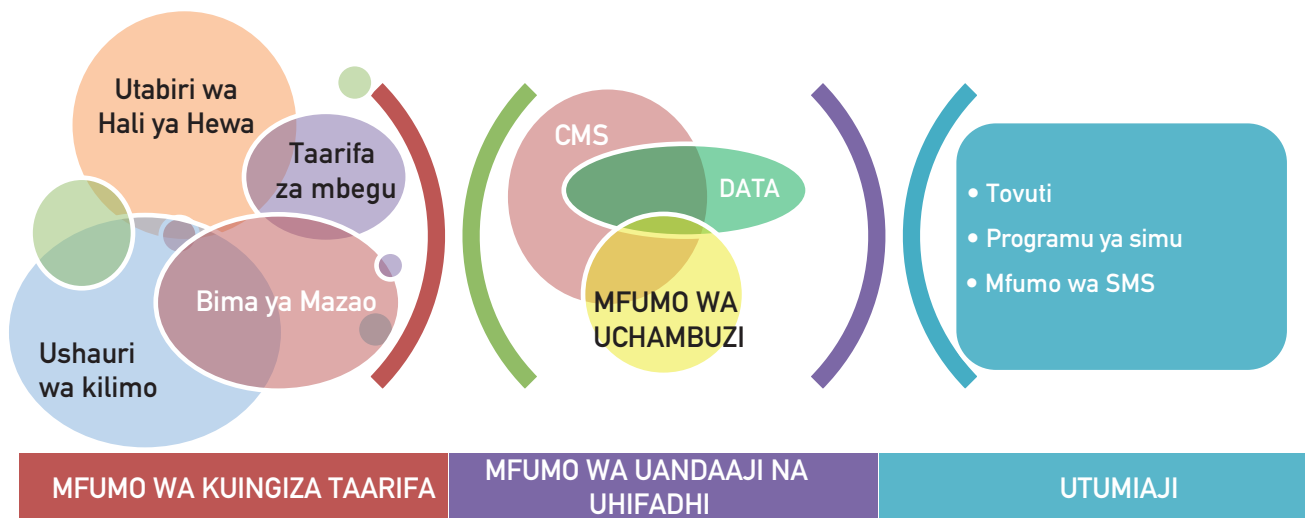 Utabiri wa
Hali ya Hewa
Taarifa
za mbegu
Bima ya Mazao
Ushauri
wa kilimo
CMS
DATA
MFUMO WA
UCHAMBUZI
• Tovuti
• Programu ya simu
• Mfumo wa SMS
MFUMO WA KUINGIZA TAARIFA
MFUMO WA UANDAAJI NA
UHIFADHI
UTUMIAJI